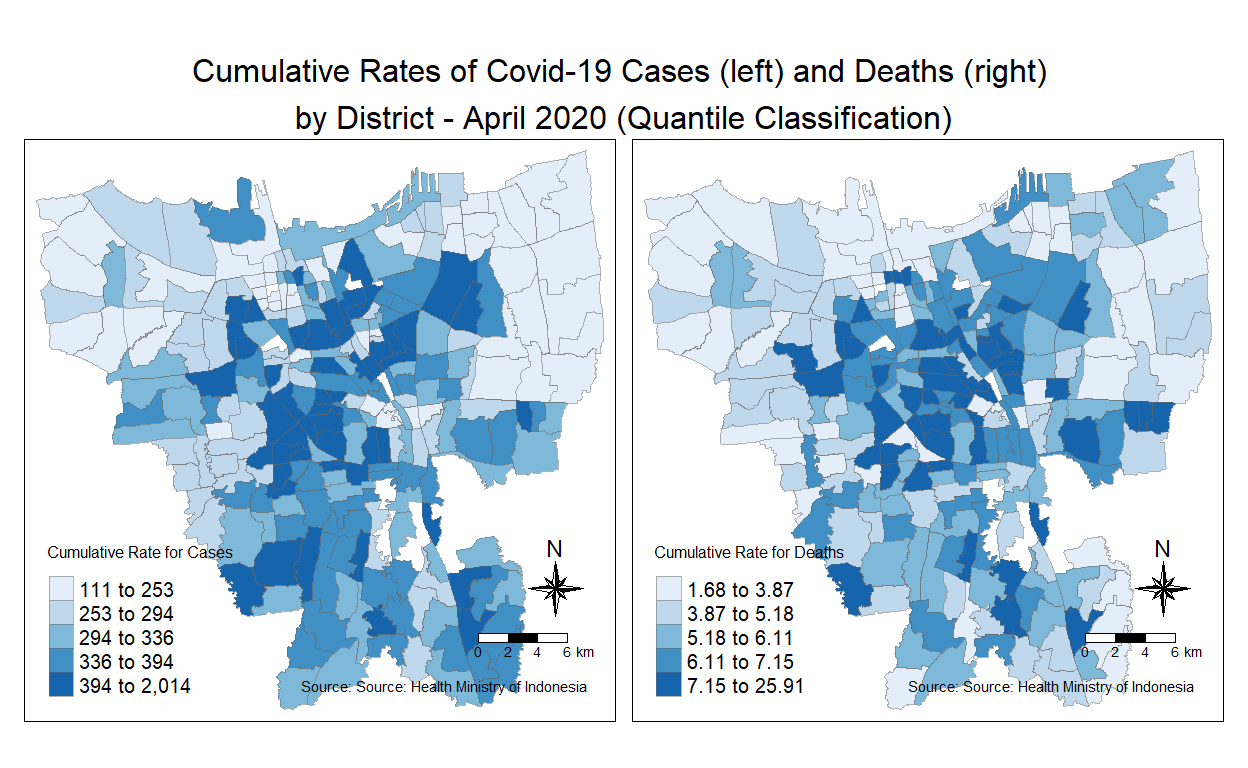 Cumulative Rates of Covid-19 Cases (left) and Deaths (right)
by District - April 2020 (Quantile Classification)
Cumulative Rate for Cases
111 to 253
253 to 294
294 to 336
336 to 394
394 to 2,014
N
0 2 4 6 km
Source: Source: Health Ministry of Indonesia
Cumulative Rate for Deaths
1.68 to 3.87
3.87 to 5.18
5.18 to 6.11
6.11 to 7.15
7.15 to 25.91
N
0 2 4 6 km
Source: Source: Health Ministry of Indonesia